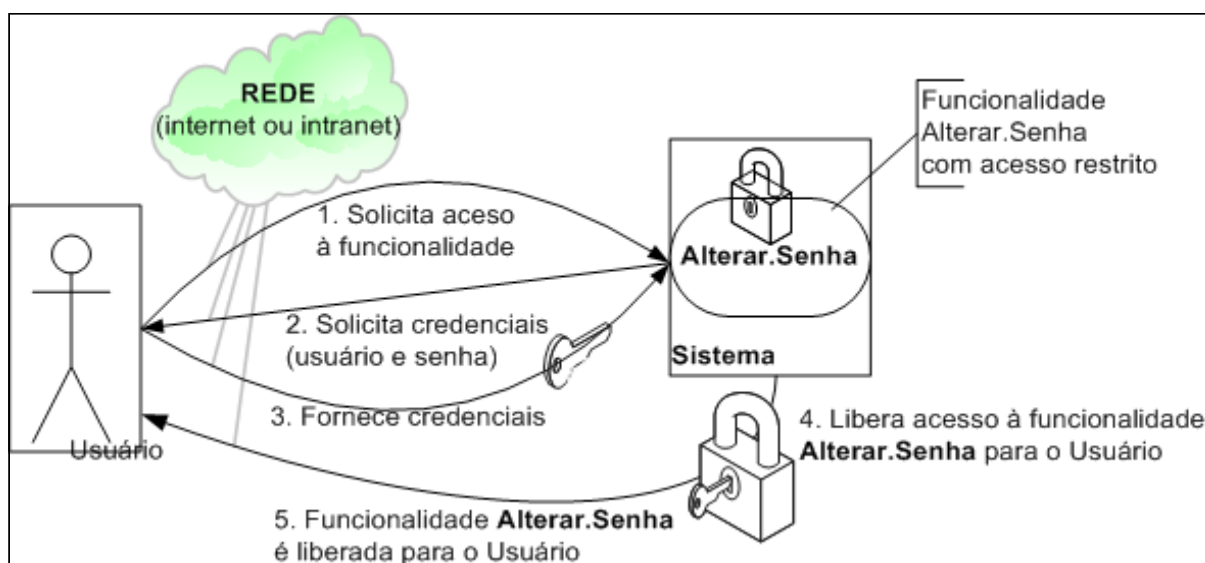 REDE
(internet ou intranet)
Funcionalidade
Alterar.Senha
com acesso restrito
1. Solicita aceso
à funcionalidade
Alterar.Senha
2. Solicita credenciais
(usuário e senha)
Sistema
3. Fornece credenciais
4. Libera acesso à funcionalidade
Alterar.Senha para o Usuário
Usuário
5. Funcionalidade Alterar.Senha
é liberada para o Usuário